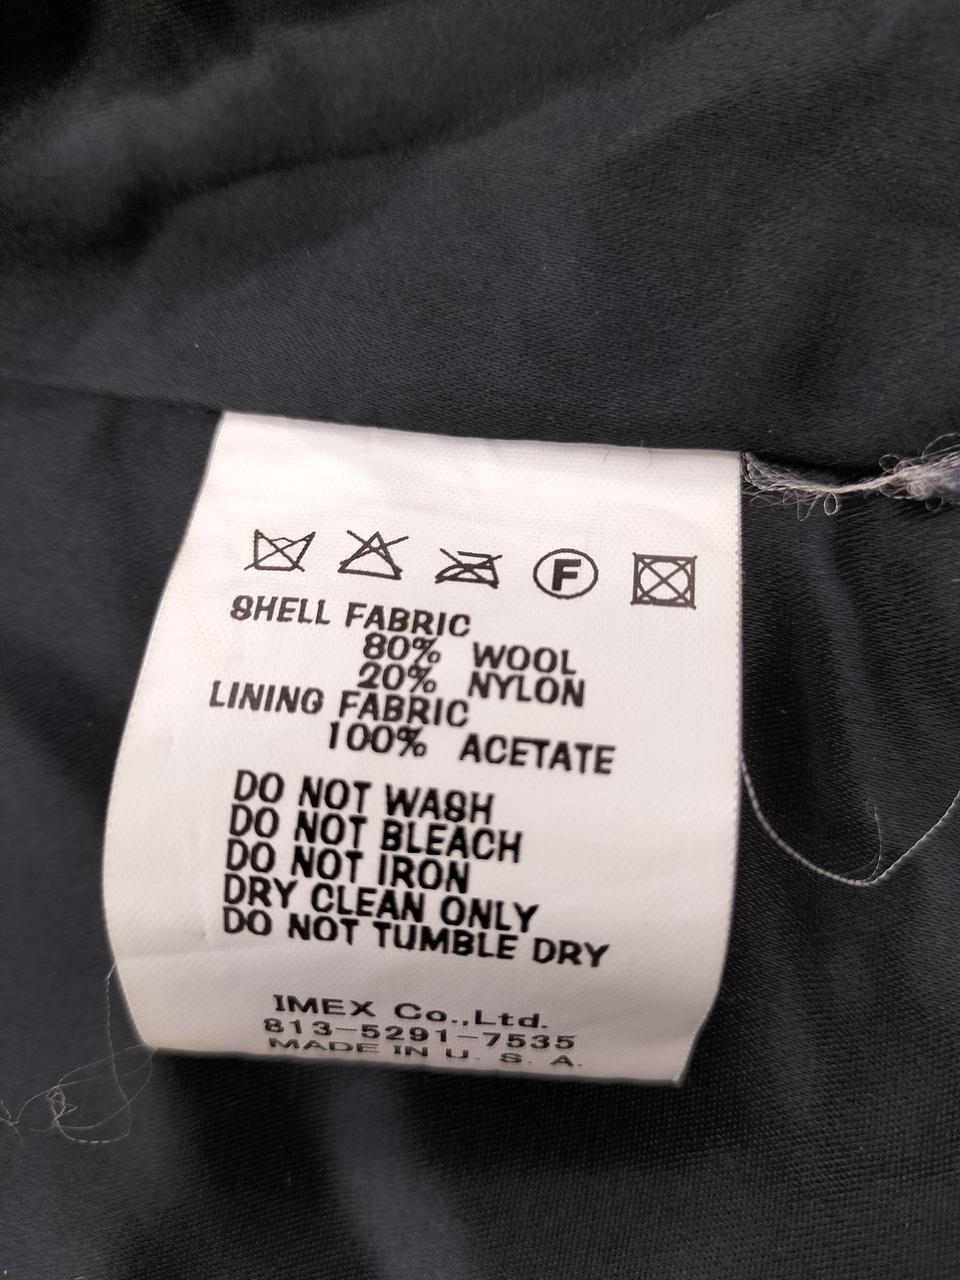 F
SHELL FABRIC
80% WOOL
20% NYLON
LINING FABRIC
100% ACETATE
DO NOT WASH
DO NOT BLEACH
DO NOT IRON
DRY CLEAN ONLY
DO NOT TUMBLE DRY
IMEX Co.,Ltd.
813-5291-7535
MADE IN U. S. A.